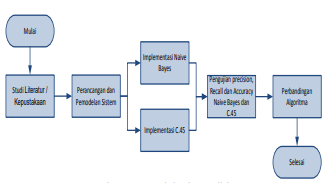 Mulai
Studi Literatur /
Kepustakaan
Perancangan dan
Pemodelan Sistem
Implementasi Naive
Bayes
Implementasi C.45
Pengujian precision,
Recall dan Accuracy
Naive Bayes dan
C.45
Perbandingan
Algoritma
Selesai